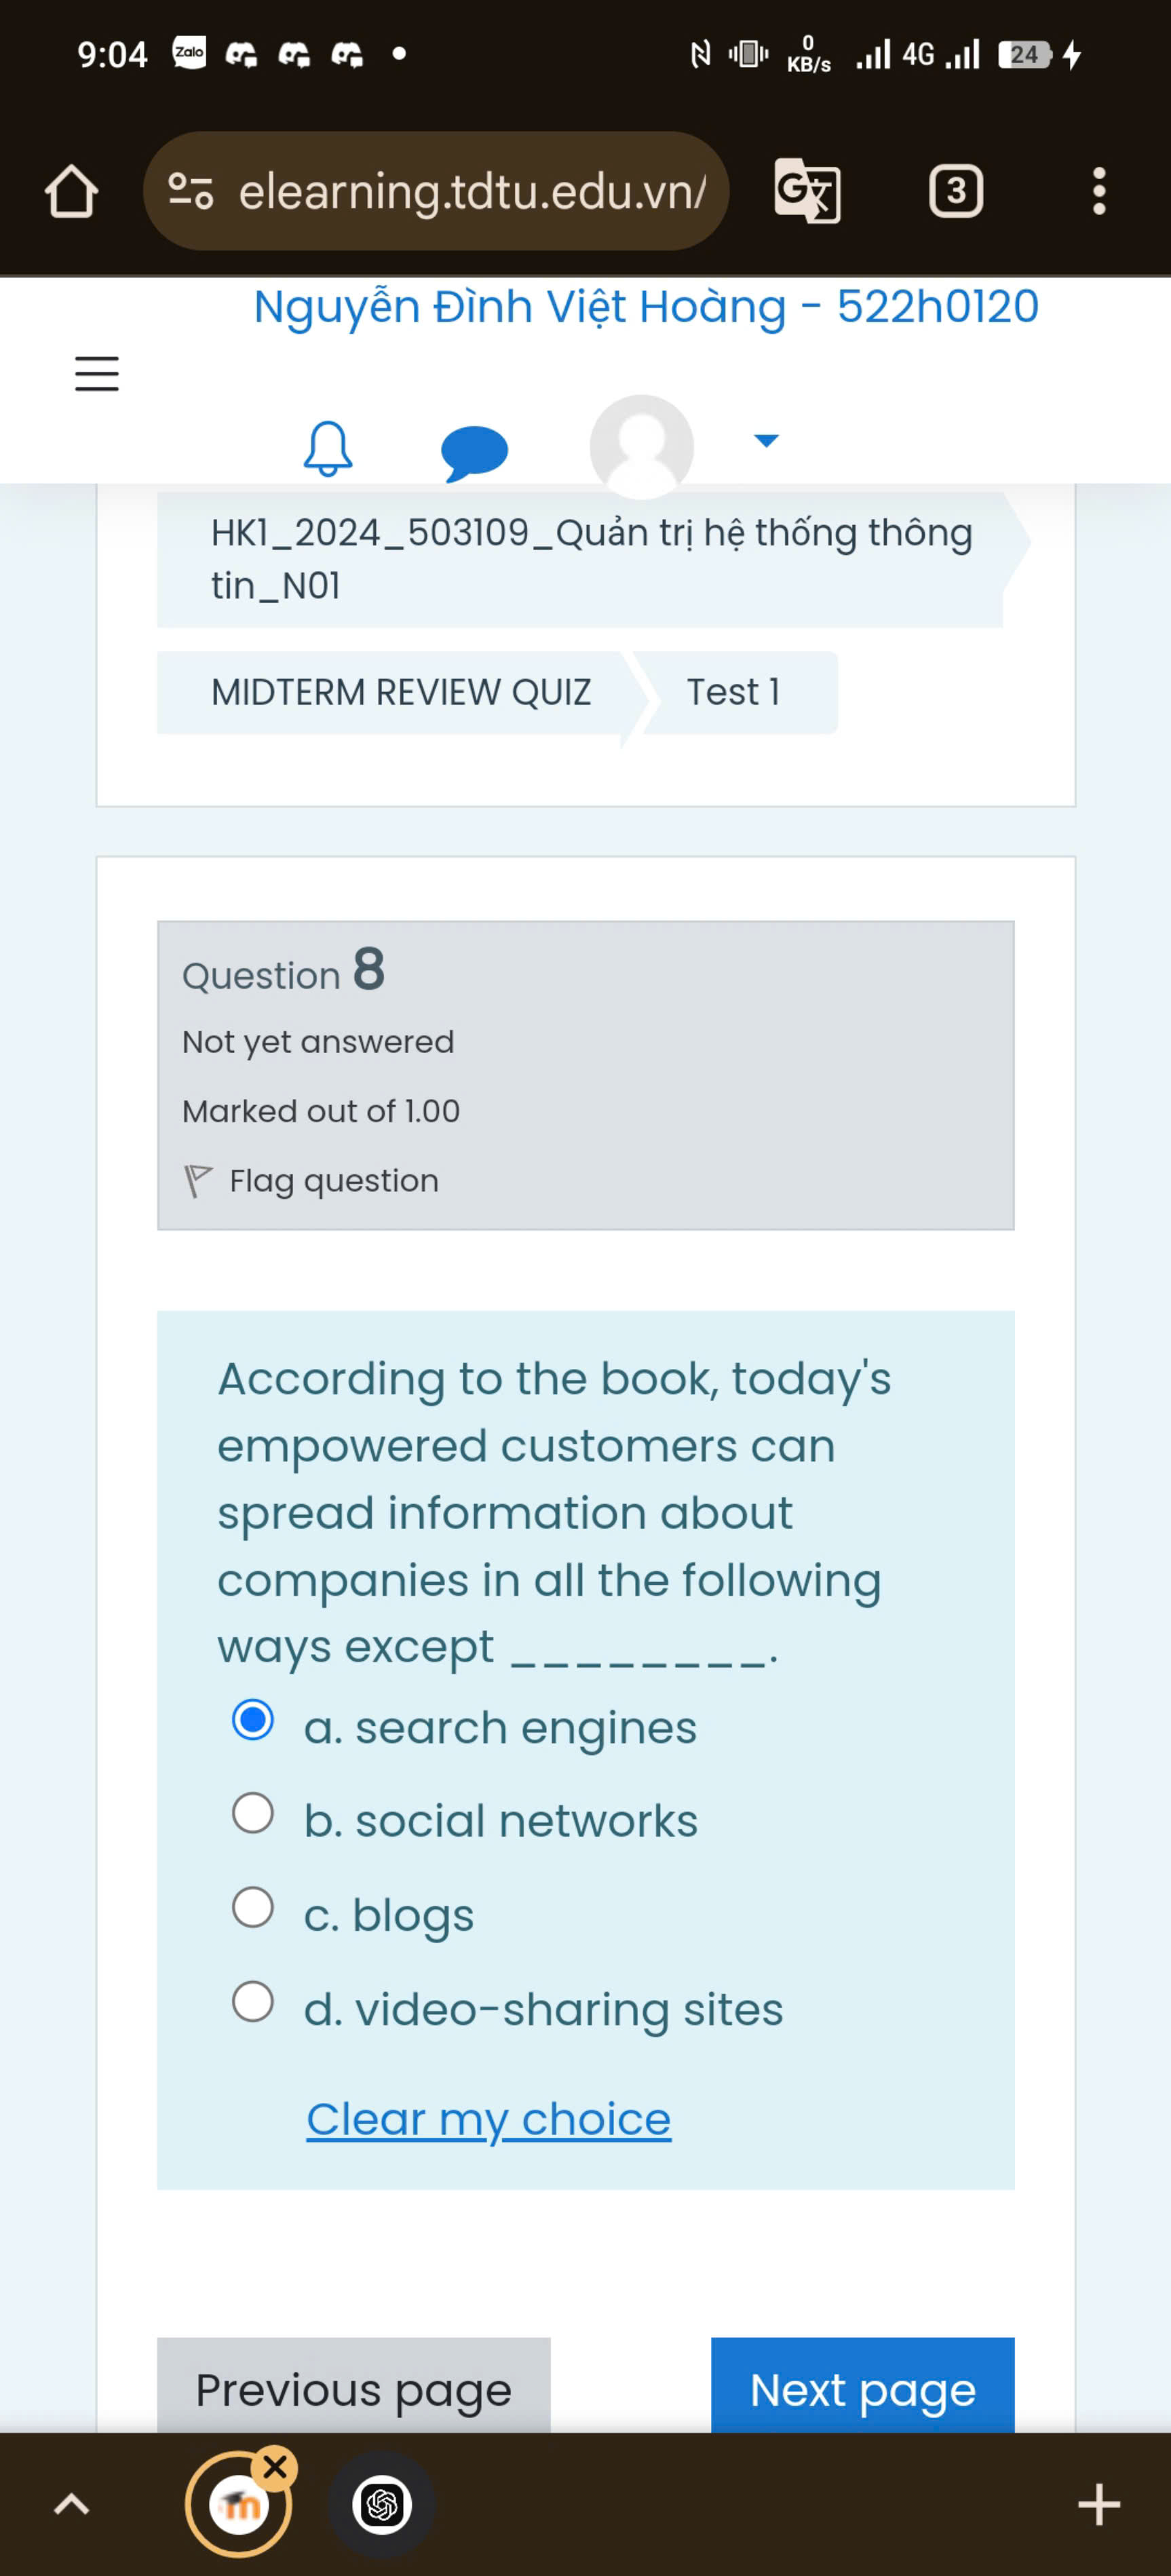 9:04 Zalo 0 KB/s 4G 24
elearning.tdtu.edu.vn/ 3
Nguyễn Đình Việt Hoàng - 522h0120
HK1_2024_503109_Quản trị hệ thống thông
tin_N01
MIDTERM REVIEW QUIZ Test 1
Question 8
Not yet answered
Marked out of 1.00
Flag question
According to the book, today's
empowered customers can
spread information about
companies in all the following
ways except ________.
a. search engines
b. social networks
c. blogs
d. video-sharing sites
Clear my choice
Previous page Next page